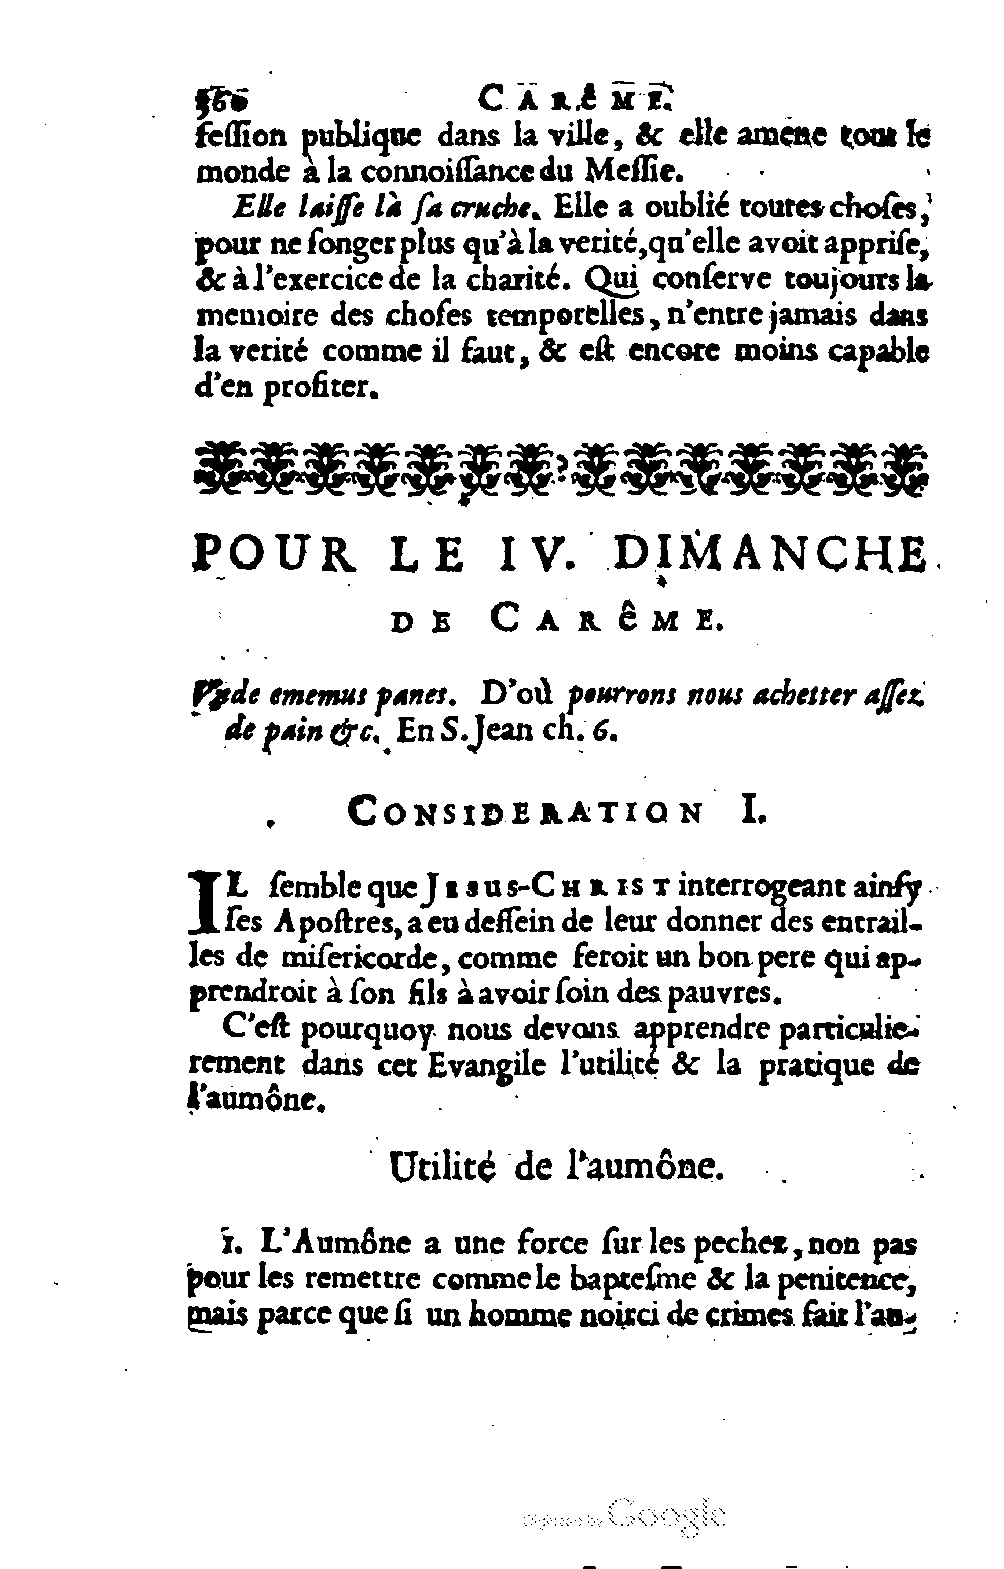 560 CARÊME.
feſſion publique dans la ville, & elle amene tout le
monde à la connoiſſance du Meſſie.
Elle laiſſe là ſa cruche. Elle a oublié toutes choſes,
pour ne ſonger plus qu'à la verité, qu'elle avoit appriſe,
& à l'exercice de la charité. Qui conſerve toujours la
memoire des choſes temporelles, n'entre jamais dans
la verité comme il faut, & eſt encore moins capable
d'en profiter.
POUR LE IV. DIMANCHE
DE CARÊME.
Vnde ememus panes. D'où pourrons nous achetter aſſez
de pain &c. En S. Jean ch. 6.
CONSIDERATION I.
IL ſemble que JESUS-CHRIST interrogeant ainſy
ſes Apoſtres, a eu deſſein de leur donner des entrail-
les de miſericorde, comme feroit un bon pere qui ap-
prendroit à ſon fils à avoir ſoin des pauvres.
C'eſt pourquoy nous devons apprendre particulie-
rement dans cet Evangile l'utilité & la pratique de
l'aumône.
Utilité de l'aumône.
1. L'Aumône a une force ſur les pechez, non pas
pour les remettre comme le bapteſme & la penitence,
mais parce que ſi un homme noirci de crimes fait l'au-
Digitized by Google